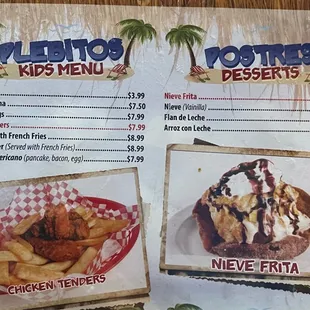 PLEBITOS
KIDS MENU
$3.99
$7.50
$7.99
$7.99
with French Fries $8.99
(Served with French Fries) $8.99
(pancake, bacon, egg) $7.99
CHICKEN TENDERS
POSTRES
DESSERTS
Nieve Frita
Nieve (Vainilla)
Flan de Leche
Arroz con Leche
NIEVE FRITA